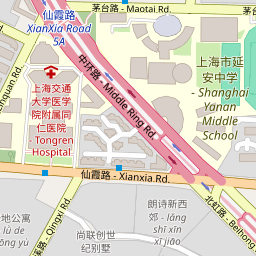 仙霞路
XianXia Road
5A
茅台路 - Maotai Rd.
上海市延
安中学
- Shanghai
Yanan
Middle
School
中环路 - Middle Ring Rd
上海交通
大学医学
院附属同
仁医院
- Tongren
Hospital
仙霞路 - Xianxia Rd.
朗诗新西
郊 - lǎng
shī xīn
xī jiāo
尚联创世
纪别墅
公寓
- Qingxi Rd.
北虹路 - Beihong